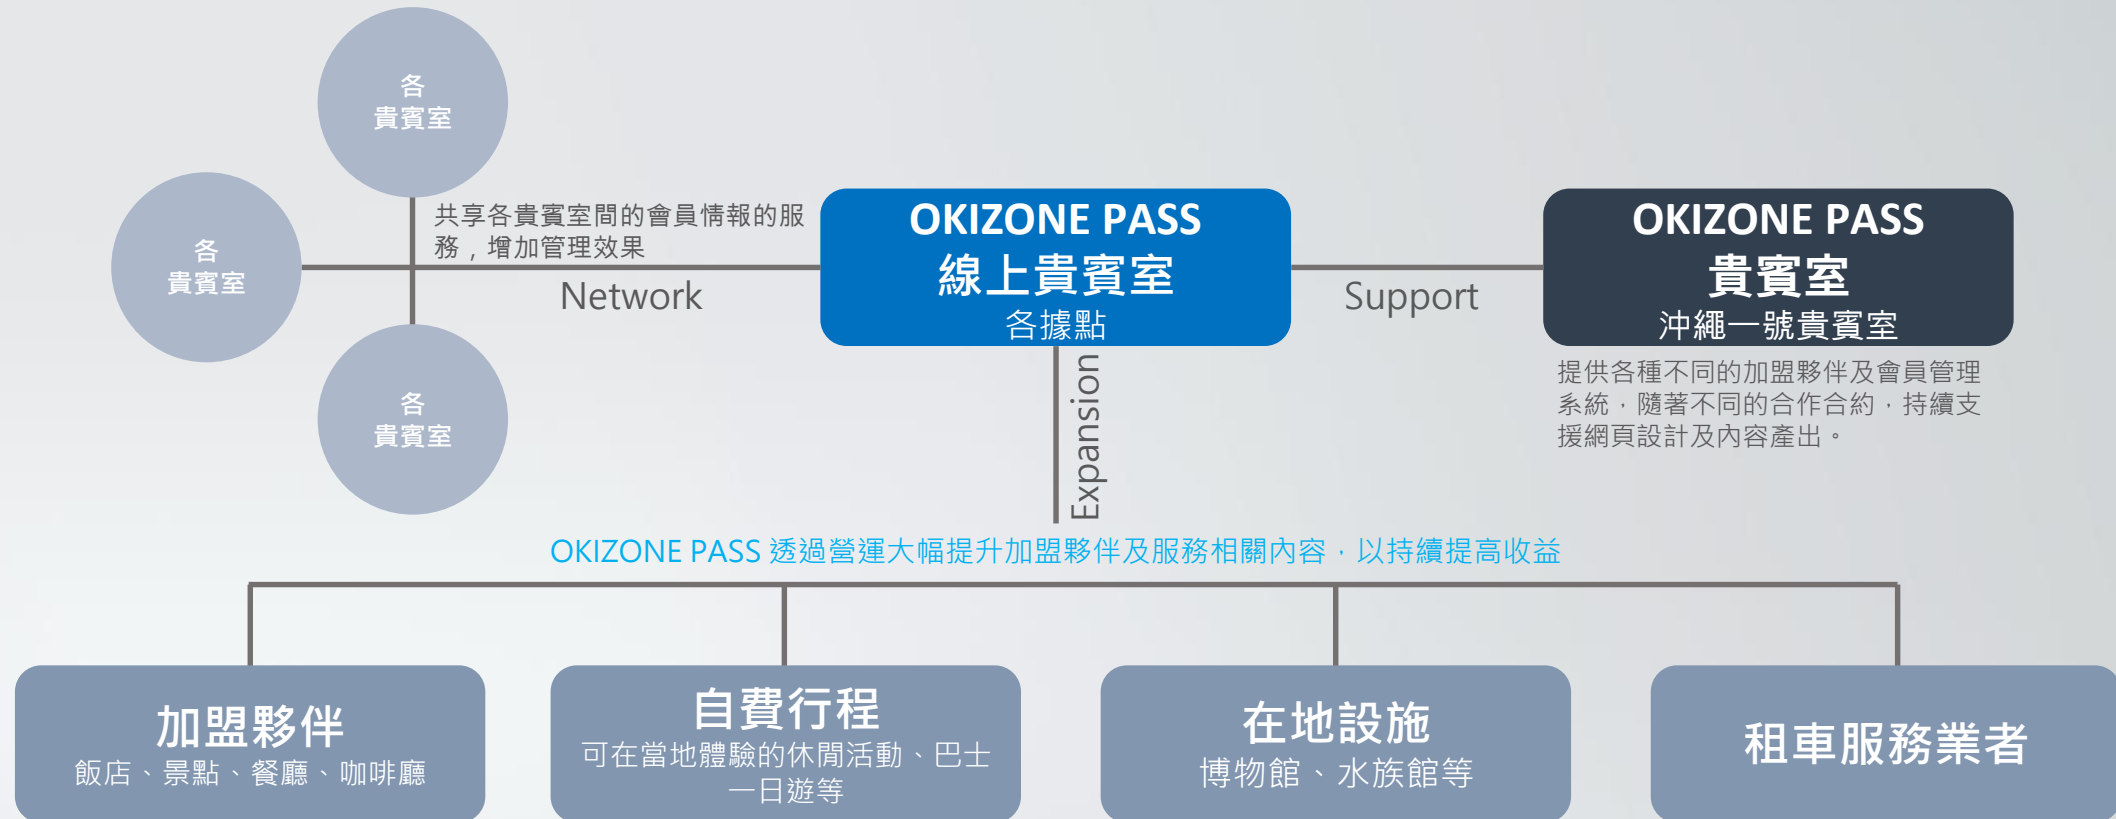 各
貴賓室
各
貴賓室
各
貴賓室
共享各貴賓室間的會員情報的服
務，增加管理效果
Network
OKIZONE PASS
線上貴賓室
各據點
Support
OKIZONE PASS
貴賓室
沖繩一號貴賓室
提供各種不同的加盟夥伴及會員管理
系統，隨著不同的合作合約，持續支
援網頁設計及內容產出。
Expansion
OKIZONE PASS 透過營運大幅提升加盟夥伴及服務相關內容，以持續提高收益
加盟夥伴
飯店、景點、餐廳、咖啡廳
自費行程
可在當地體驗的休閒活動、巴士
一日遊等
在地設施
博物館、水族館等
租車服務業者